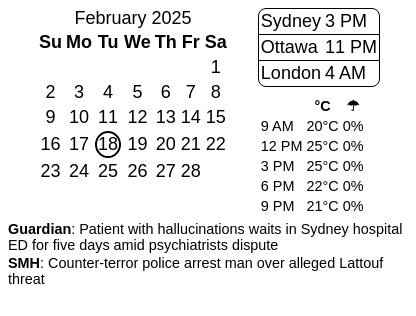 February 2025
Su Mo Tu We Th Fr Sa
1
2 3 4 5 6 7 8
9 10 11 12 13 14 15
16 17 18 19 20 21 22
23 24 25 26 27 28
Sydney 3 PM
Ottawa 11 PM
London 4 AM
°C ☂
9 AM 20°C 0%
12 PM 25°C 0%
3 PM 25°C 0%
6 PM 22°C 0%
9 PM 21°C 0%
Guardian: Patient with hallucinations waits in Sydney hospital
ED for five days amid psychiatrists dispute
SMH: Counter-terror police arrest man over alleged Lattouf
threat